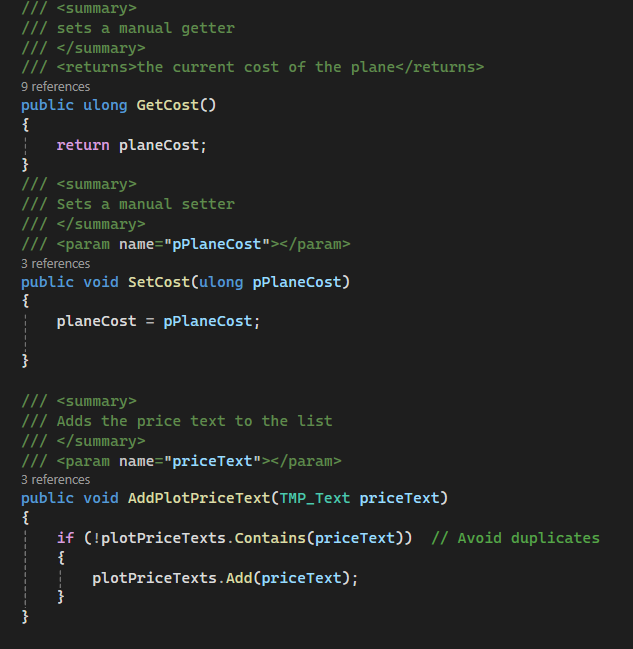 /// <summary>
/// sets a manual getter
/// </summary>
/// <returns>the current cost of the plane</returns>
9 references
public ulong GetCost()
{
    return planeCost;
}
/// <summary>
/// Sets a manual setter
/// </summary>
/// <param name="pPlaneCost"></param>
3 references
public void SetCost(ulong pPlaneCost)
{
    planeCost = pPlaneCost;

}

/// <summary>
/// Adds the price text to the list
/// </summary>
/// <param name="priceText"></param>
3 references
public void AddPlotPriceText(TMP_Text priceText)
{
    if (!plotPriceTexts.Contains(priceText))  // Avoid duplicates
    {
        plotPriceTexts.Add(priceText);
    }
}